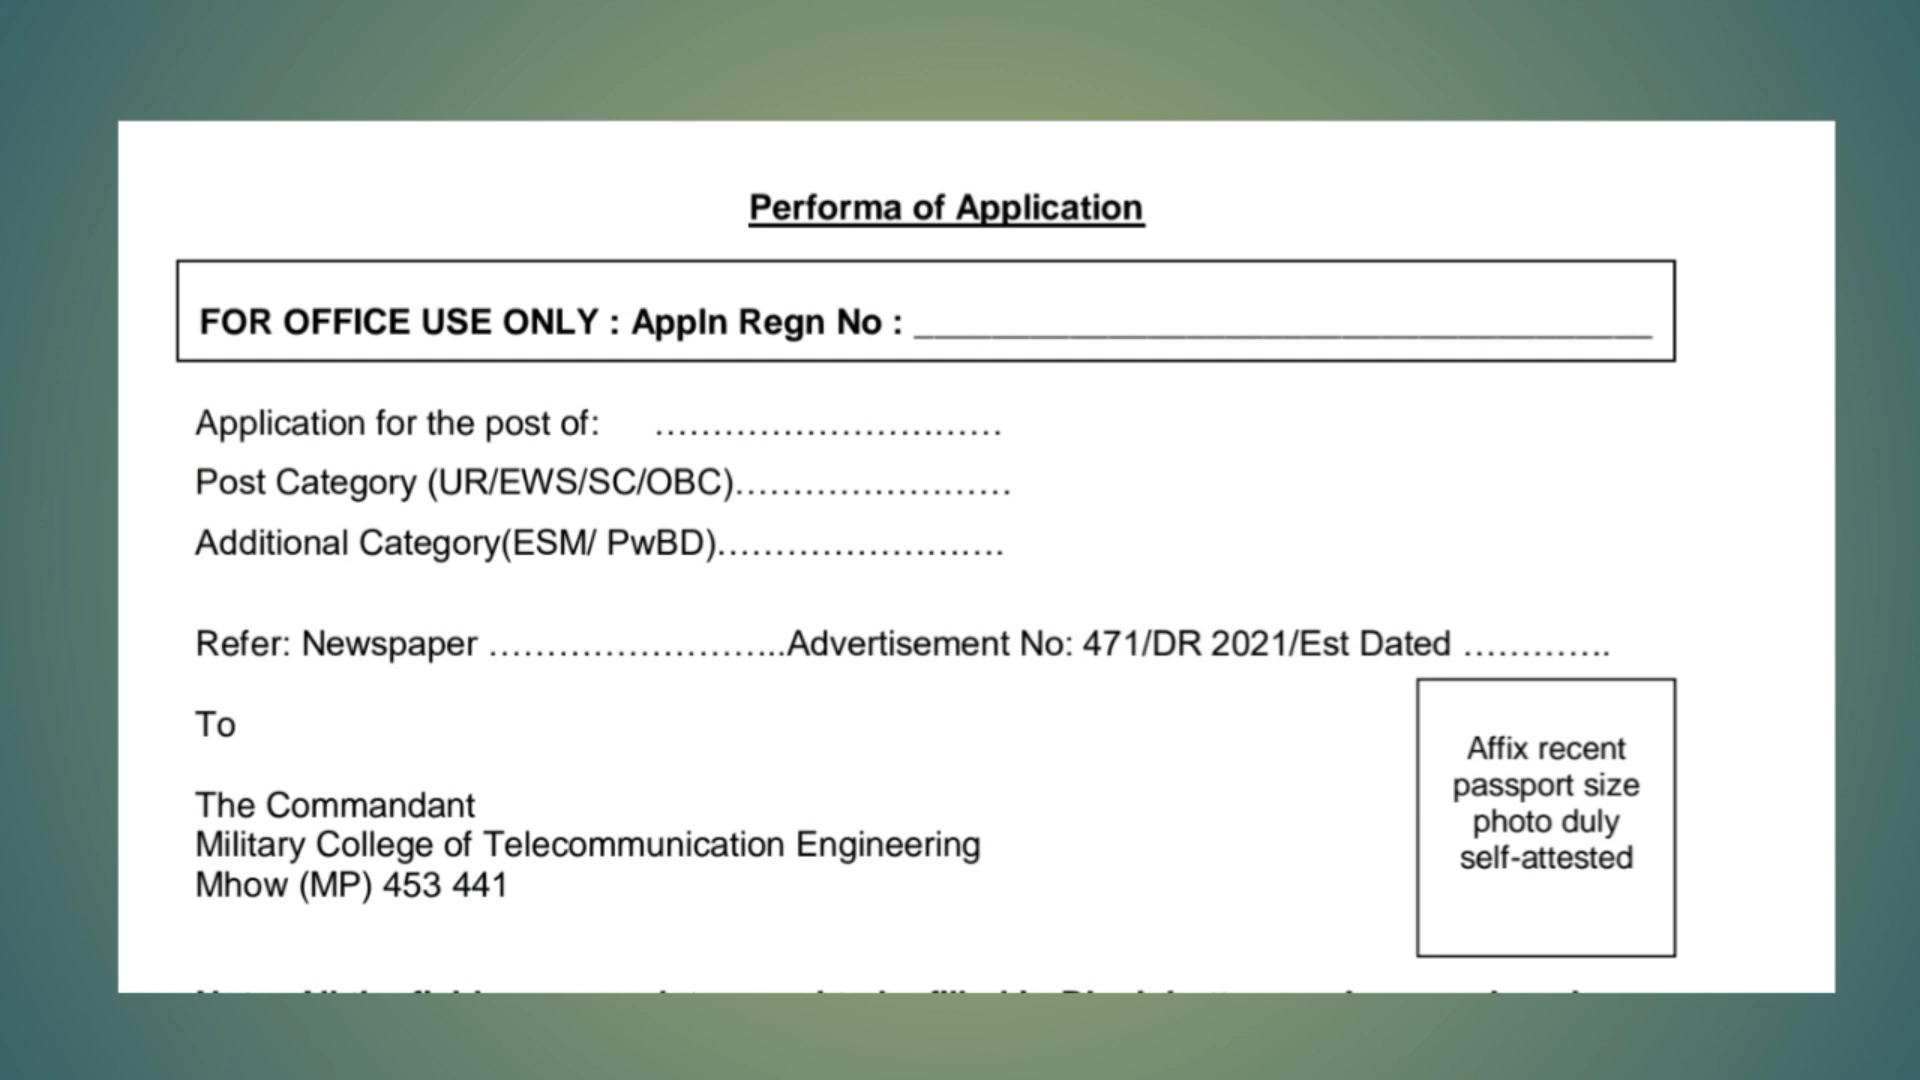 Performa of Application
FOR OFFICE USE ONLY : Appln Regn No : ______________________________________
Application for the post of: …………………………
Post Category (UR/EWS/SC/OBC)……………………
Additional Category(ESM/ PwBD)……………………
Refer: Newspaper ……………………..Advertisement No: 471/DR 2021/Est Dated ………….
To
The Commandant
Military College of Telecommunication Engineering
Mhow (MP) 453 441
Affix recent
passport size
photo duly
self-attested